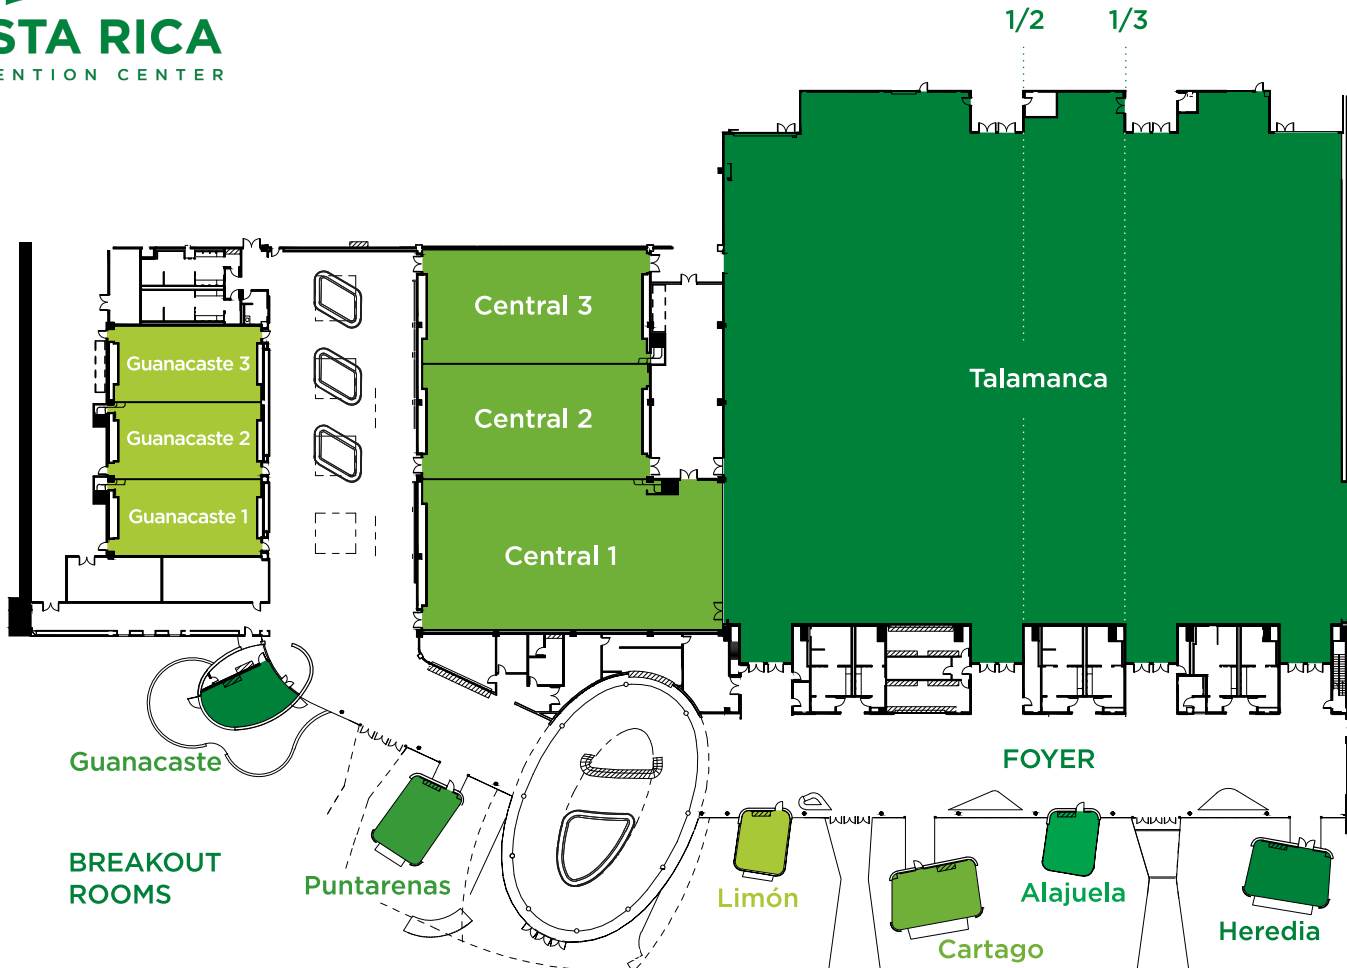 STA RICA
ENTION CENTER
1/2
1/3
Central 3
Guanacaste 3
Talamanca
Central 2
Guanacaste 2
Guanacaste 1
Central 1
Guanacaste
FOYER
BREAKOUT
ROOMS
Puntarenas
Limón
Alajuela
Cartago
Heredia